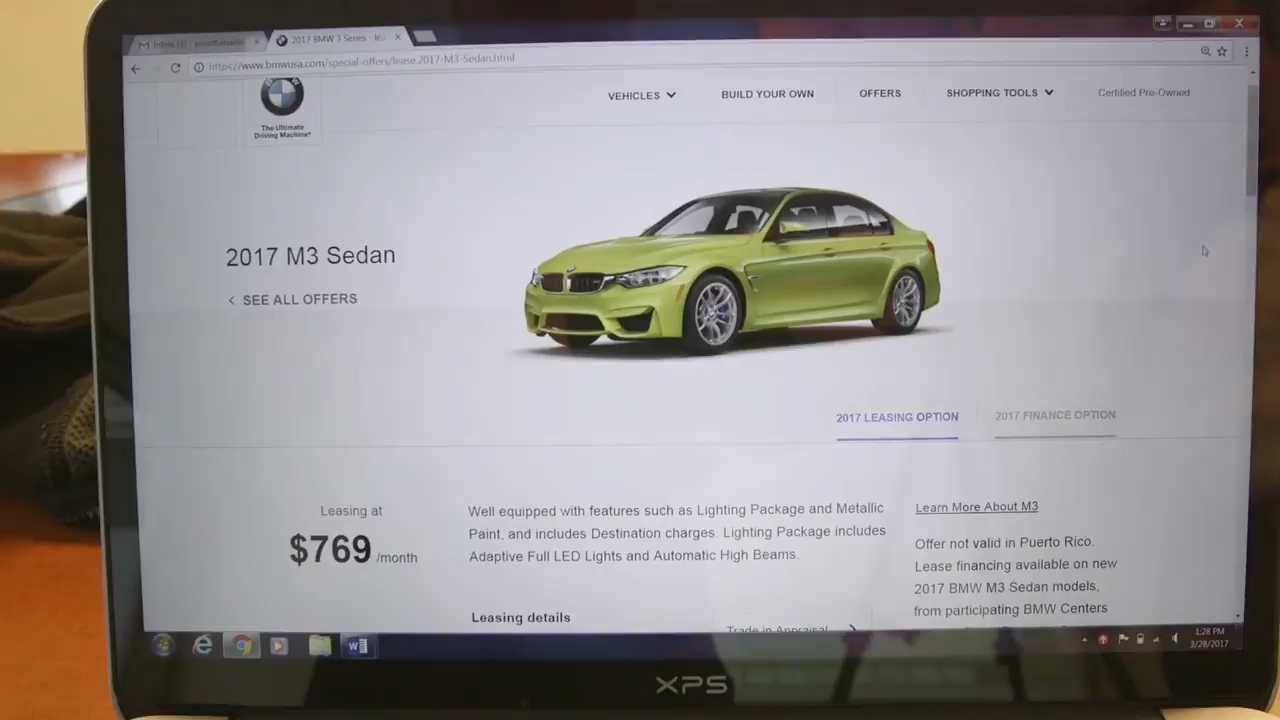 2017 BMW 3 Series - lea
https://www.bmwusa.com/special-offers/lease.2017-M3-Sedan.html
The Ultimate
Driving Machine®
VEHICLES
BUILD YOUR OWN
OFFERS
SHOPPING TOOLS
Certified Pre-Owned
2017 M3 Sedan
< SEE ALL OFFERS
2017 LEASING OPTION
2017 FINANCE OPTION
Leasing at
$769 /month
Well equipped with features such as Lighting Package and Metallic
Paint, and includes Destination charges. Lighting Package includes
Adaptive Full LED Lights and Automatic High Beams.
Leasing details
Trade in Appraisal
Learn More About M3
Offer not valid in Puerto Rico.
Lease financing available on new
2017 BMW M3 Sedan models,
from participating BMW Centers
1:28 PM
3/28/2017
XPS